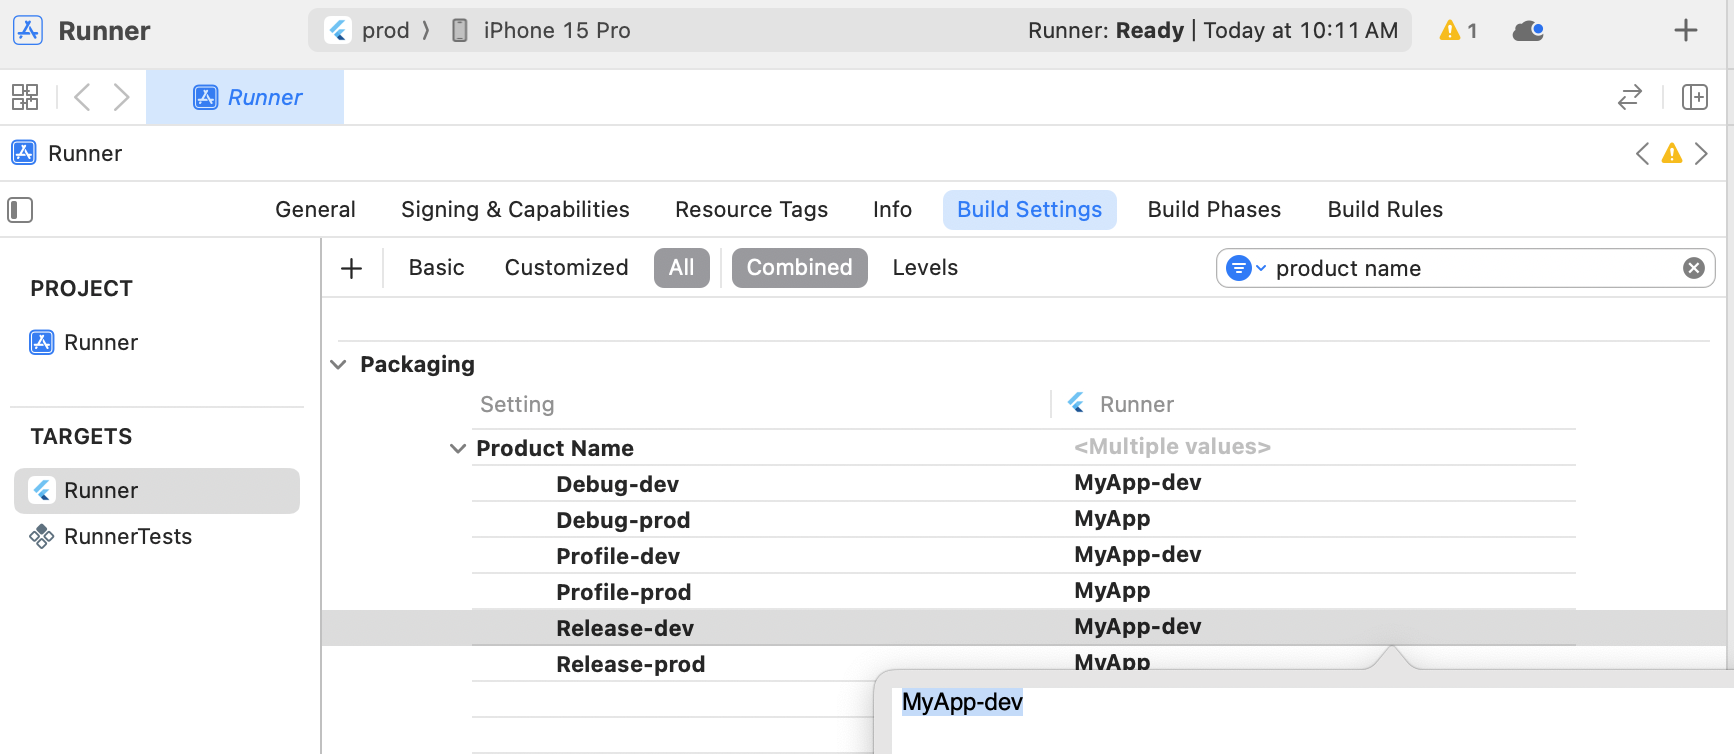 Runner
prod 〉 iPhone 15 Pro
Runner: Ready | Today at 10:11 AM
1
Runner
Runner
General Signing & Capabilities Resource Tags Info Build Settings Build Phases Build Rules
PROJECT
Runner
TARGETS
Runner
RunnerTests
Basic Customized All Combined Levels
product name
Packaging
Setting Runner
Product Name <Multiple values>
Debug-dev MyApp-dev
Debug-prod MyApp
Profile-dev MyApp-dev
Profile-prod MyApp
Release-dev MyApp-dev
Release-prod MyApp
MyApp-dev